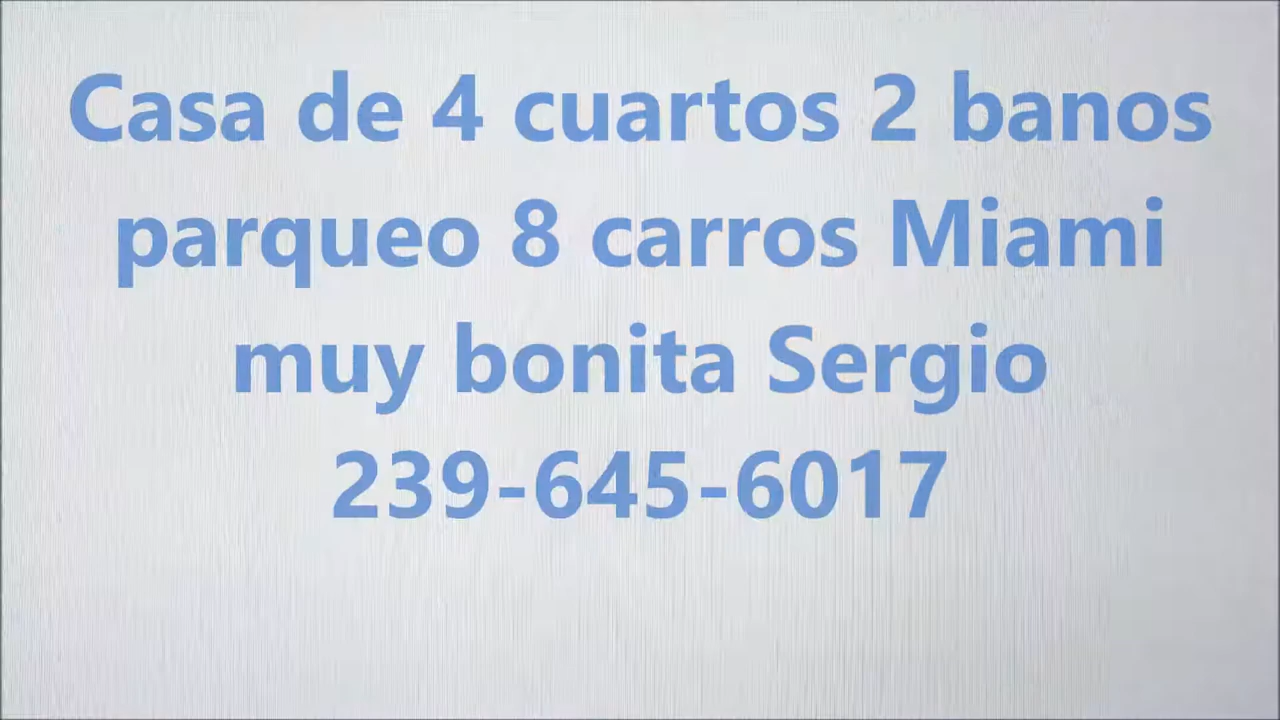 Casa de 4 cuartos 2 banos
parqueo 8 carros Miami
muy bonita Sergio
239-645-6017